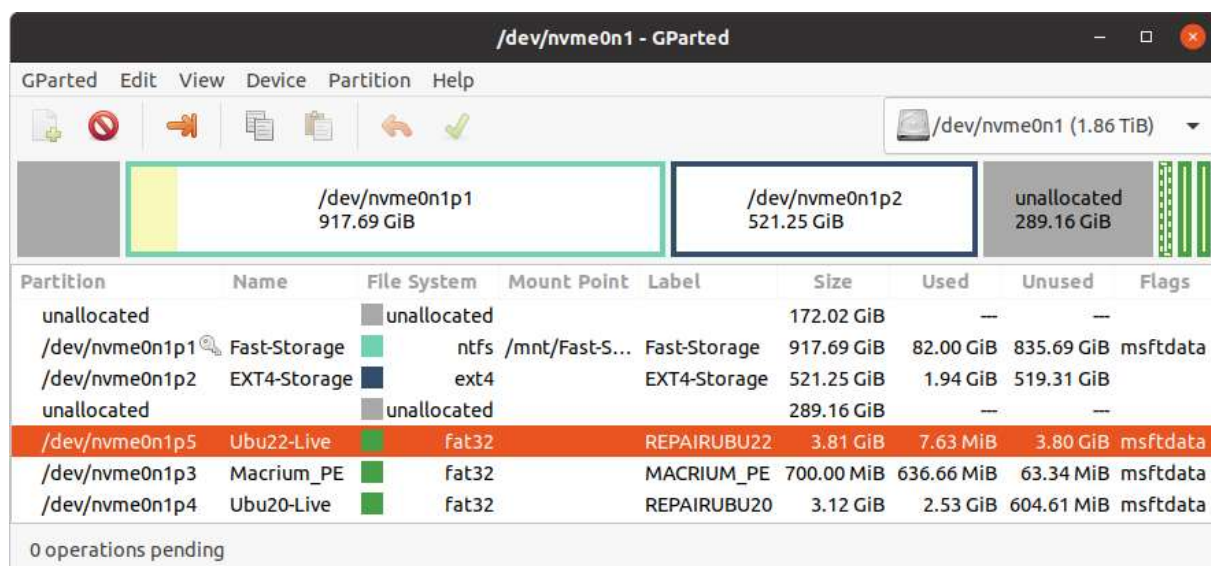 /dev/nvme0n1 - GParted
GParted Edit View Device Partition Help
/dev/nvme0n1 (1.86 TiB)
/dev/nvme0n1p1
917.69 GiB
/dev/nvme0n1p2
521.25 GiB
unallocated
289.16 GiB
Partition Name File System Mount Point Label Size Used Unused Flags
unallocated unallocated 172.02 GiB --- ---
/dev/nvme0n1p1 Fast-Storage ntfs /mnt/Fast-S... Fast-Storage 917.69 GiB 82.00 GiB 835.69 GiB msftdata
/dev/nvme0n1p2 EXT4-Storage ext4 EXT4-Storage 521.25 GiB 1.94 GiB 519.31 GiB
unallocated unallocated 289.16 GiB --- ---
/dev/nvme0n1p5 Ubu22-Live fat32 REPAIRUBU22 3.81 GiB 7.63 MiB 3.80 GiB msftdata
/dev/nvme0n1p3 Macrium_PE fat32 MACRIUM_PE 700.00 MiB 636.66 MiB 63.34 MiB msftdata
/dev/nvme0n1p4 Ubu20-Live fat32 REPAIRUBU20 3.12 GiB 2.53 GiB 604.61 MiB msftdata
0 operations pending